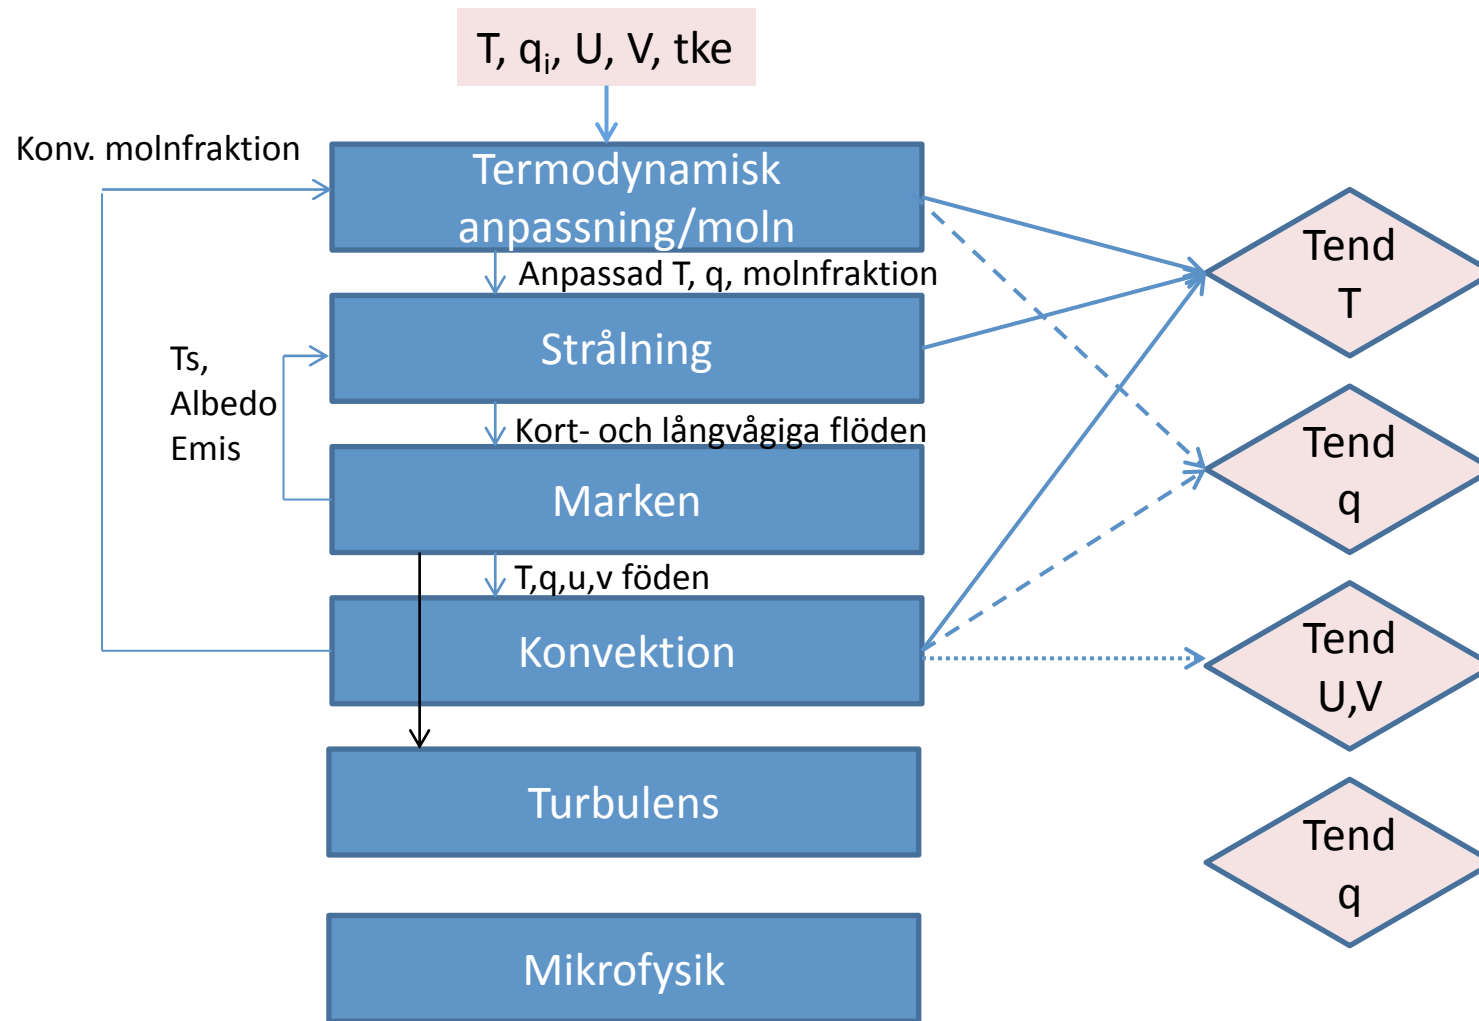 T, qi, U, V, tke
Konv. molnfraktion
Termodynamisk
anpassning/moln
Anpassad T, q, molnfraktion
Strålning
Ts,
Albedo
Emis
Kort- och långvågiga flöden
Marken
T,q,u,v föden
Konvektion
Turbulens
Mikrofysik
Tend
T
Tend
q
Tend
U,V
Tend
q